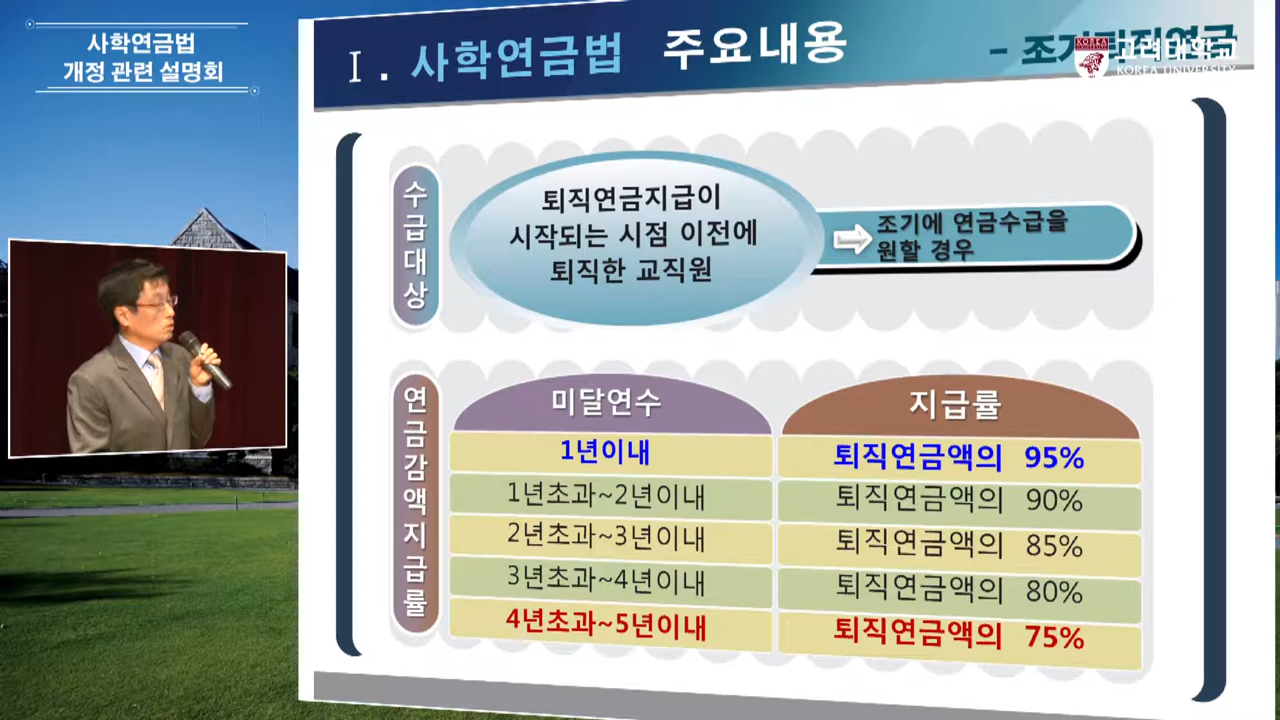 사학연금법
개정 관련 설명회
Ⅰ. 사학연금법 주요내용
고려대학교
KOREA UNIVERSITY
KOREA
수급대상
퇴직연금지급이
시작되는 시점 이전에
퇴직한 교직원
조기에 연금수급을
원할 경우
연금감액지급률
미달연수 지급률
1년이내 퇴직연금액의 95%
1년초과~2년이내 퇴직연금액의 90%
2년초과~3년이내 퇴직연금액의 85%
3년초과~4년이내 퇴직연금액의 80%
4년초과~5년이내 퇴직연금액의 75%